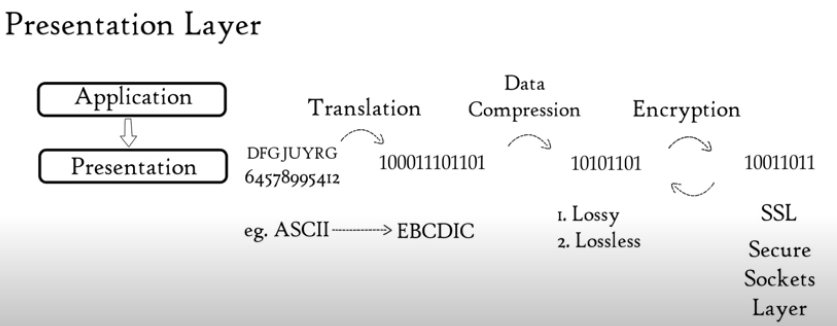 Presentation Layer
Application
Presentation
Translation
Data
Compression
Encryption
DFGJUYRG
64578995412
100011101101
10101101
10011011
eg. ASCII
EBCDIC
1. Lossy
2. Lossless
SSL
Secure
Sockets
Layer